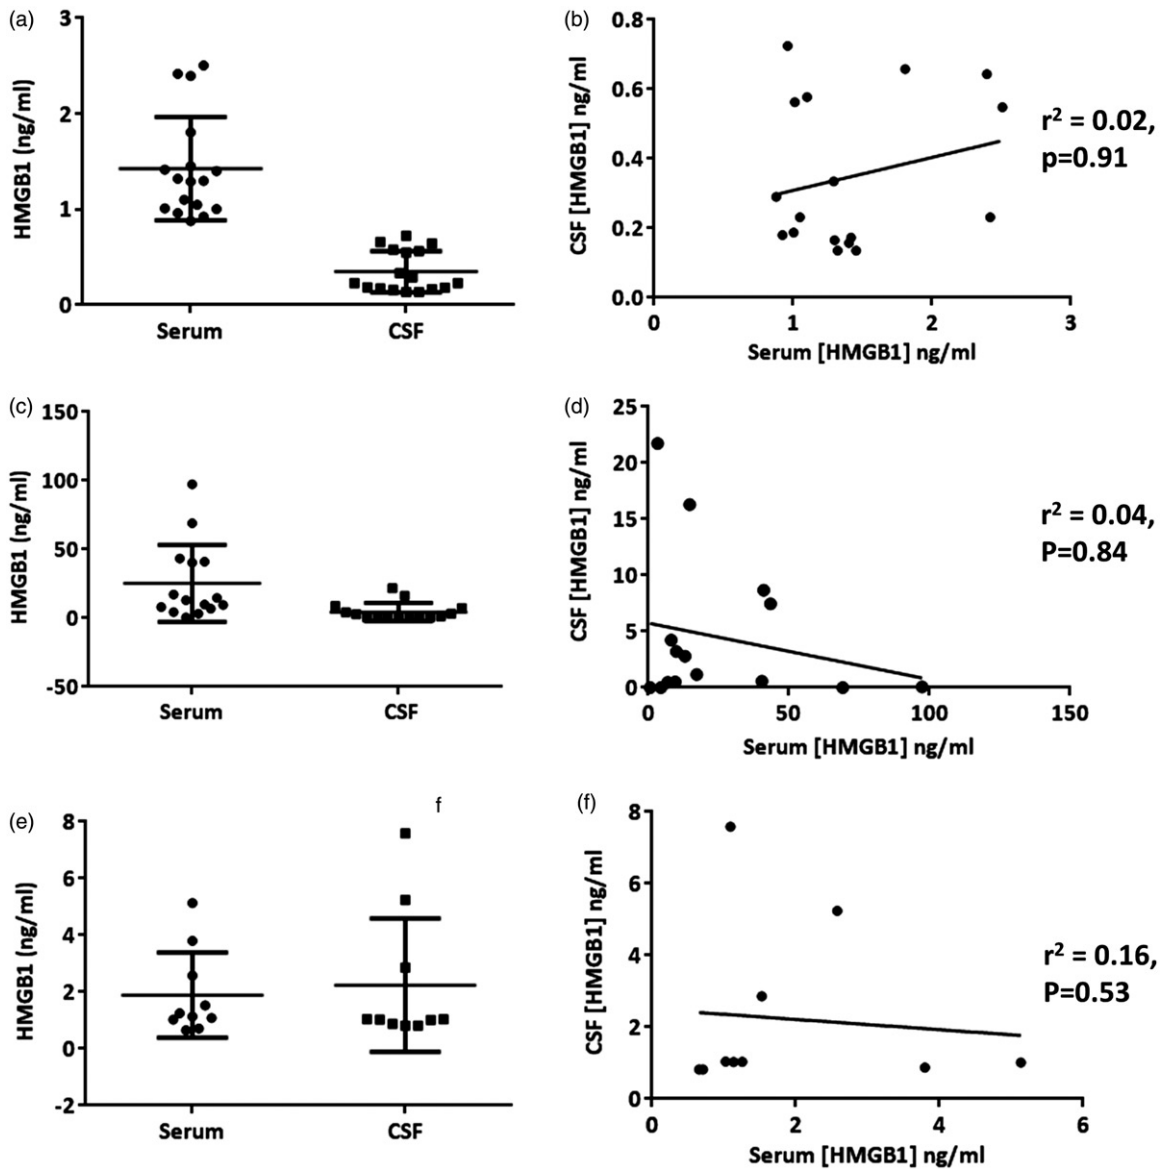 (a)
3
2
1
0
HMGB1 (ng/ml)
Serum
CSF
(b)
0.8
0.6
0.4
0.2
0.0
CSF [HMGB1] ng/ml
0
1
2
3
Serum [HMGB1] ng/ml
r² = 0.02,
p=0.91
(c)
150
100
50
0
-50
HMGB1 (ng/ml)
Serum
CSF
(d)
25
20
15
10
5
0
CSF [HMGB1] ng/ml
0
50
100
150
Serum [HMGB1] ng/ml
r² = 0.04,
P=0.84
(e)
f
8
6
4
2
0
-2
HMGB1 (ng/ml)
Serum
CSF
(f)
8
6
4
2
0
CSF [HMGB1] ng/ml
0
2
4
6
Serum [HMGB1] ng/ml
r² = 0.16,
P=0.53